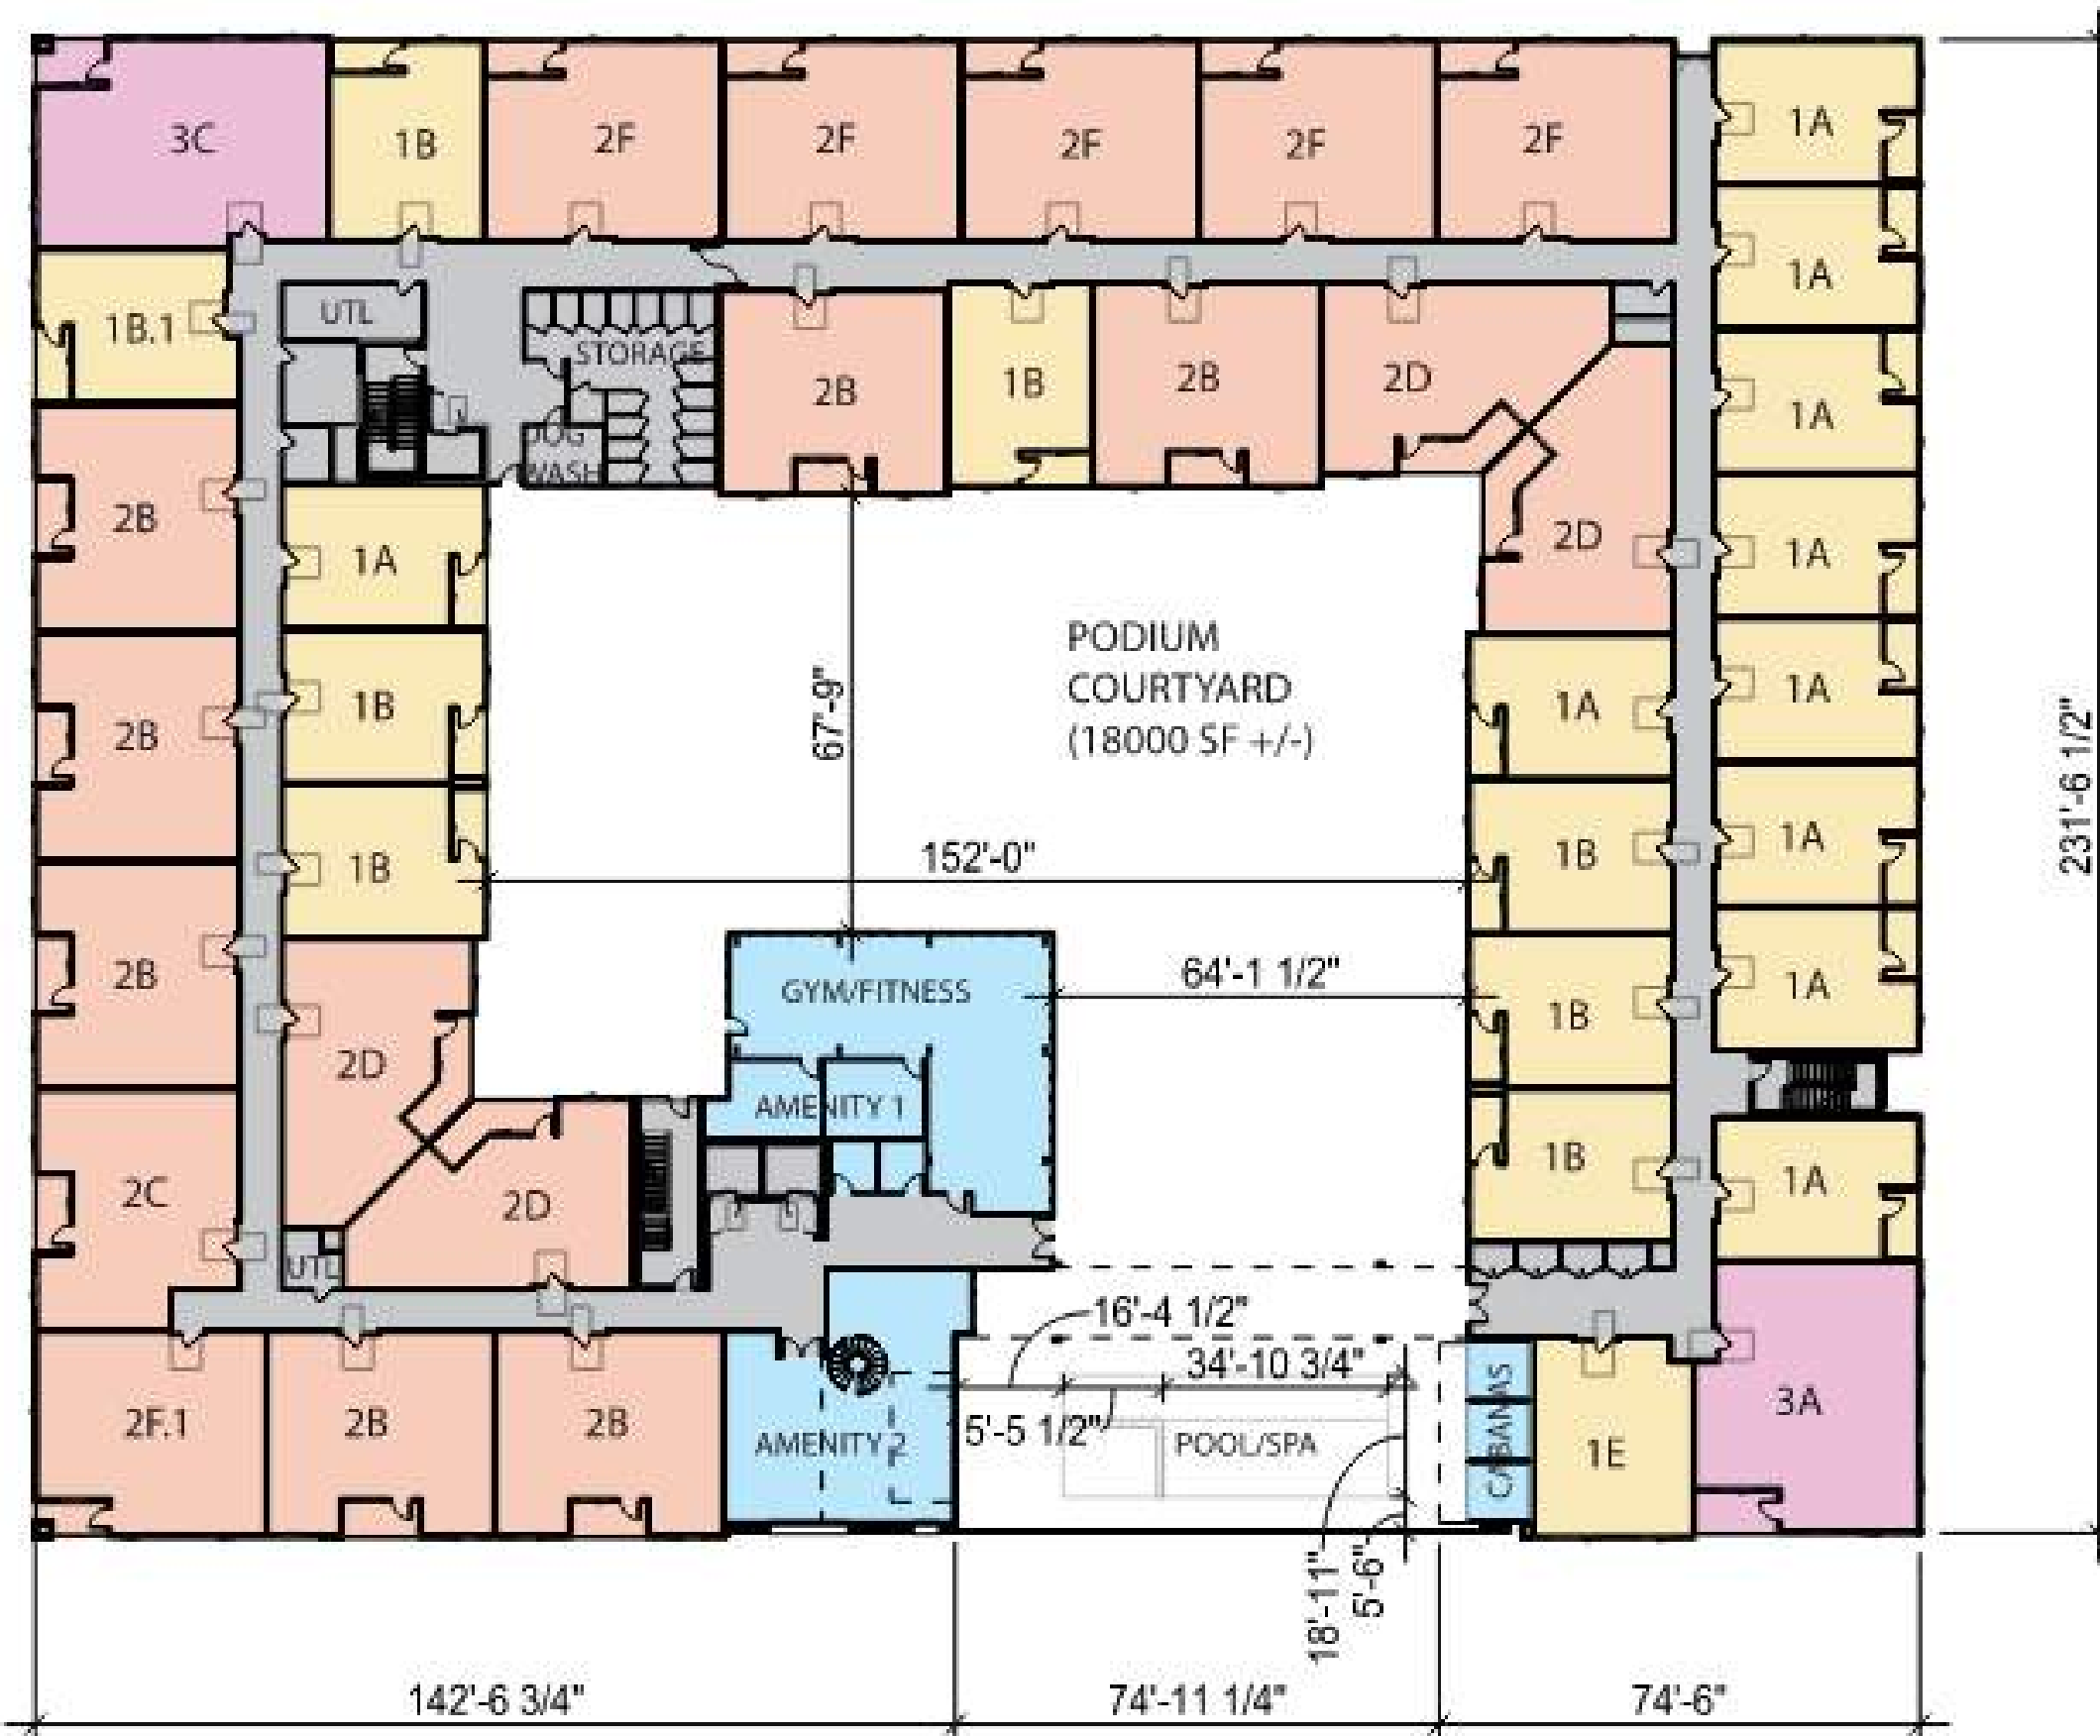 3C
1B
2F
2F
2F
2F
2F
1A
1B.1
UTL
STORAGE
2B
1B
2B
2D
1A
1A
DOG
WASH
2B
1A
2D
1A
PODIUM
COURTYARD
(18000 SF +/-)
67'-9"
2B
1B
1A
1A
231'-6 1/2"
1B
152'-0"
1B
1A
2B
GYM/FITNESS
64'-1 1/2"
1B
1A
2D
AMENITY 1
2C
2D
1B
1A
UTL
16'-4 1/2"
34'-10 3/4"
5'-5 1/2"
2F.1
2B
2B
AMENITY 2
POOL/SPA
CABANAS
1E
3A
18'-11"
5'-6"
142'-6 3/4"
74'-11 1/4"
74'-6"